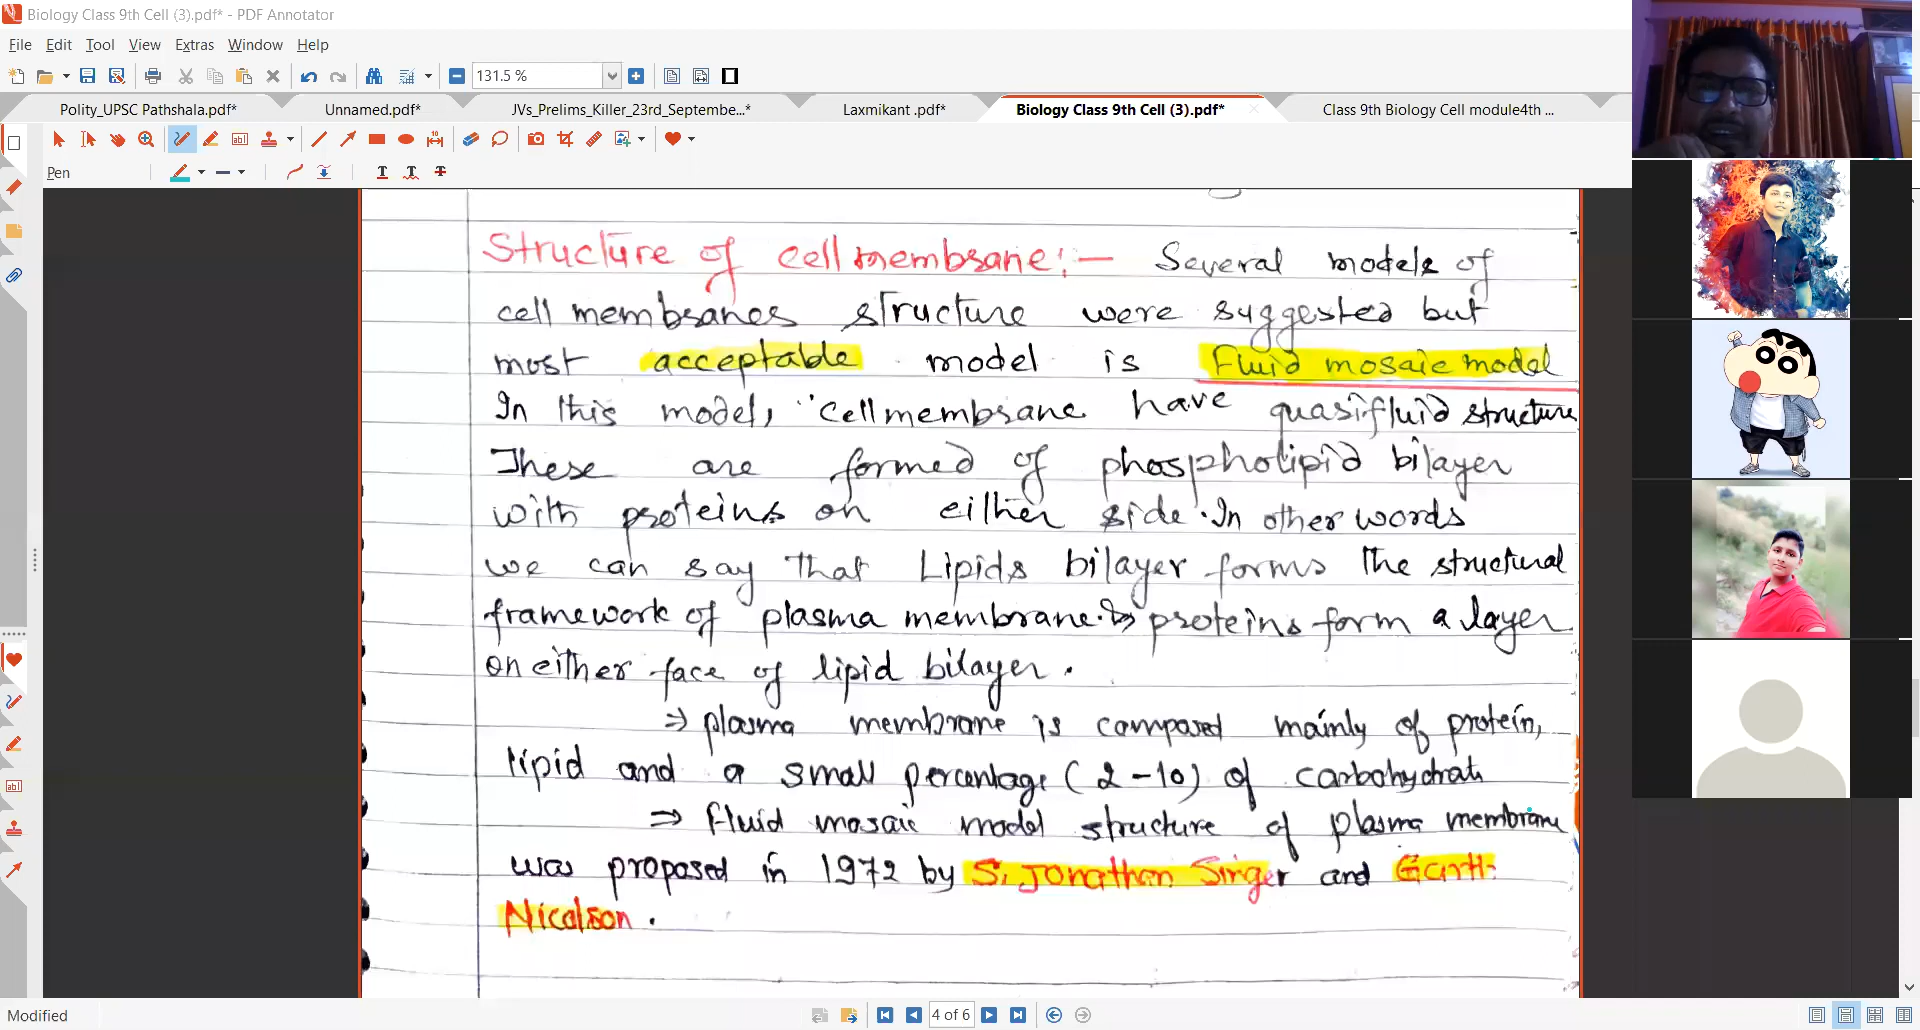 Biology Class 9th Cell (3).pdf* - PDF Annotator
File Edit Tool View Extras Window Help
131.5 %
Polity_UPSC Pathshala.pdf* Unnamed.pdf* JVs_Prelims_Killer_23rd_Septembe...* Laxmikant .pdf* Biology Class 9th Cell (3).pdf* Class 9th Biology Cell module4th ...
Pen
Structure of cell membrane:- Several models of
cell membranes structure were suggested but
most acceptable model is Fluid mosaic model
In this model, "cell membrane have quasifluid structure
These are formed of phospholipid bilayer
with proteins on either side. In other words
we can say that Lipids bilayer forms the structural
framework of plasma membrane. & proteins form a layer
on either face of lipid bilayer.
⇒ plasma membrane is composed mainly of protein,
lipid and a small percentage (2-10) of carbohydrate
⇒ fluid mosaic model structure of plasma membrane
was proposed in 1972 by S. Jonathan Singer and Garth
Nicolson.
Modified
4 of 6